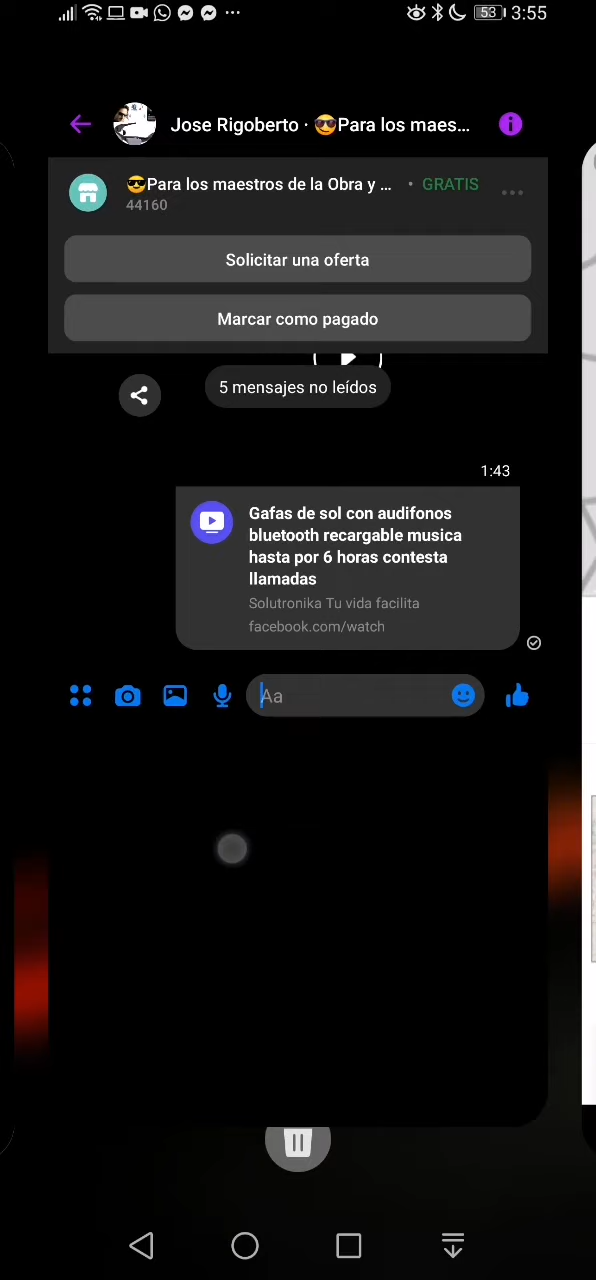 53 3:55
Jose Rigoberto · 😎Para los maes...
😎Para los maestros de la Obra y ... • GRATIS
44160
Solicitar una oferta
Marcar como pagado
5 mensajes no leídos
1:43
Gafas de sol con audifonos
bluetooth recargable musica
hasta por 6 horas contesta
llamadas
Solutronika Tu vida facilita
facebook.com/watch
Aa